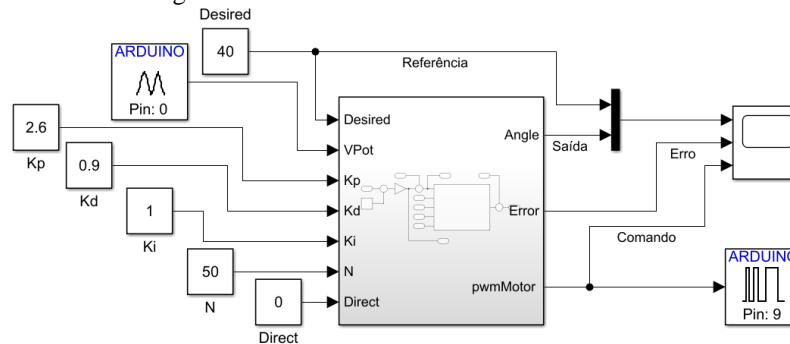 Desired
40
ARDUINO
Pin: 0
Referência
2.6
Kp
0.9
Kd
1
Ki
50
N
0
Direct
Desired
VPot
Kp
Kd
Ki
N
Direct
Angle
Error
pwmMotor
Saída
Erro
Comando
ARDUINO
Pin: 9